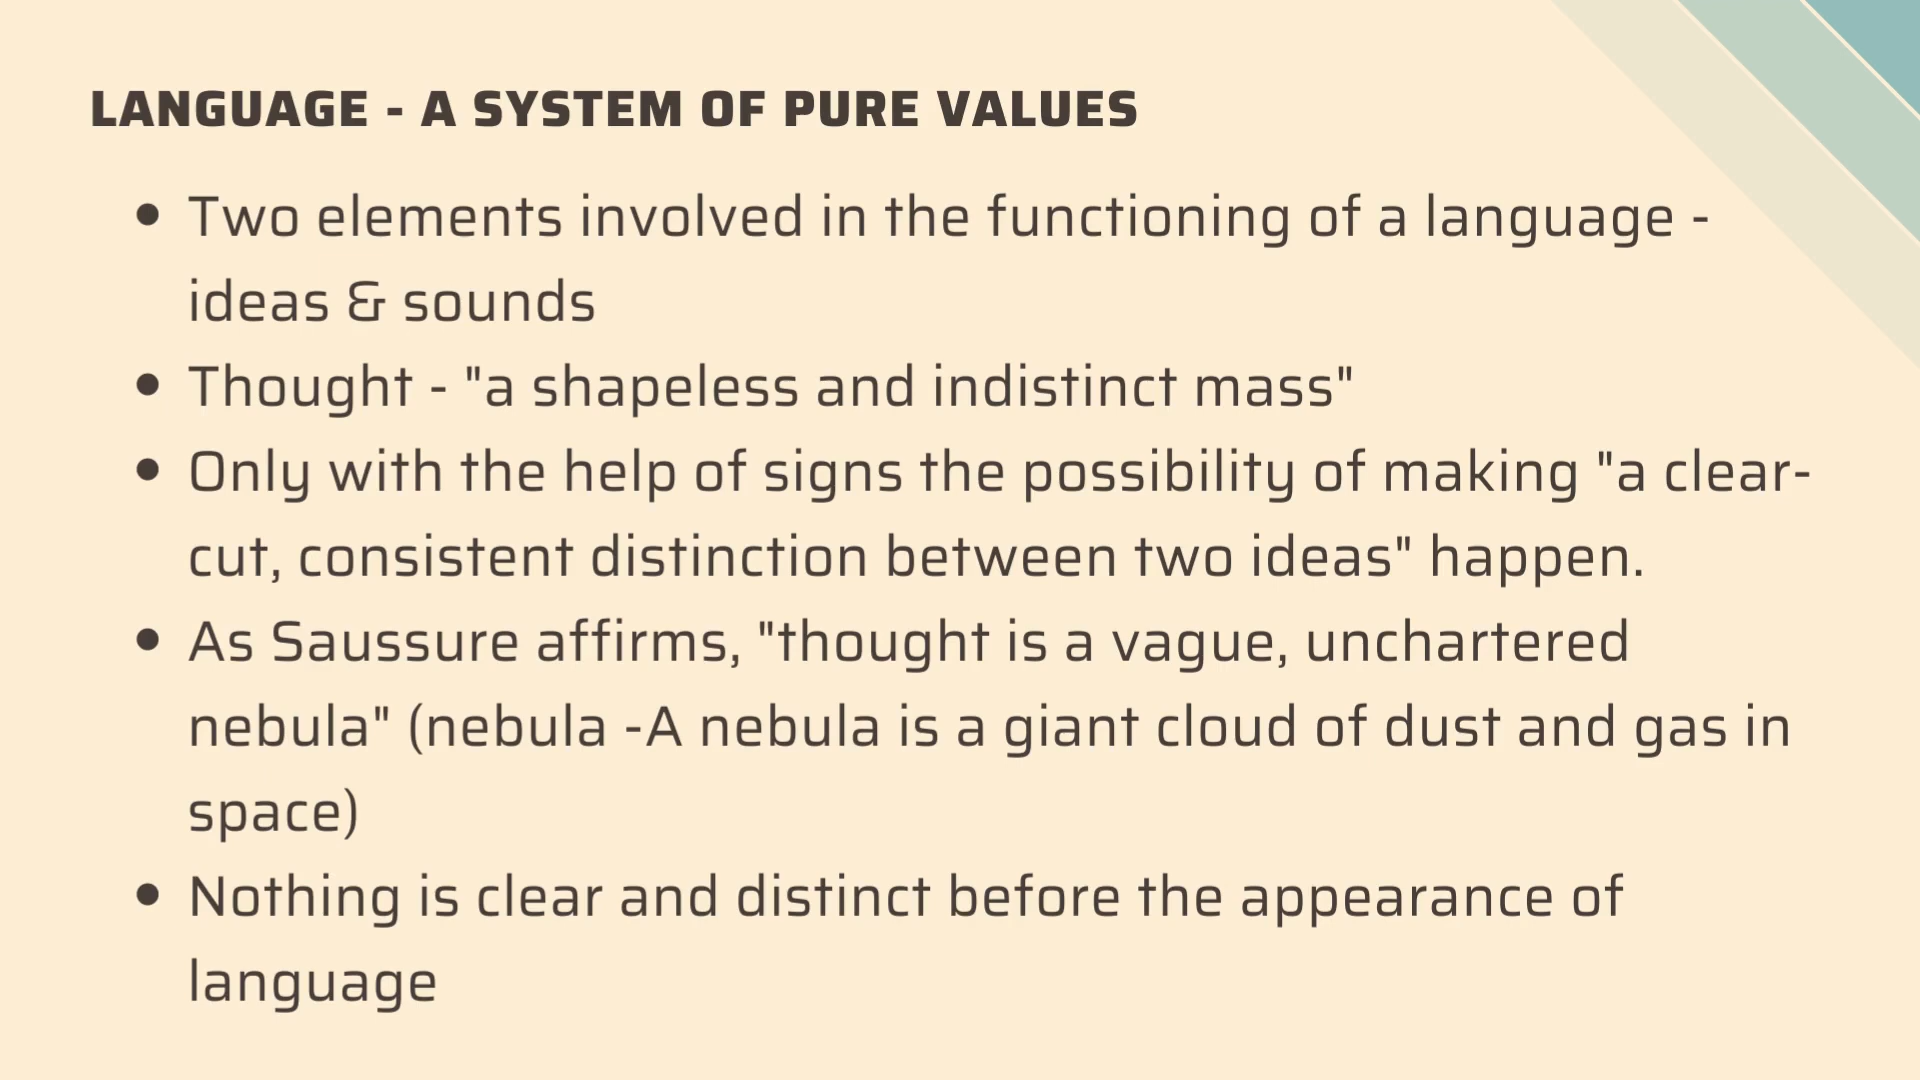 LANGUAGE - A SYSTEM OF PURE VALUES
• Two elements involved in the functioning of a language -
ideas & sounds
• Thought - "a shapeless and indistinct mass"
• Only with the help of signs the possibility of making "a clear-
cut, consistent distinction between two ideas" happen.
• As Saussure affirms, "thought is a vague, unchartered
nebula" (nebula -A nebula is a giant cloud of dust and gas in
space)
• Nothing is clear and distinct before the appearance of
language